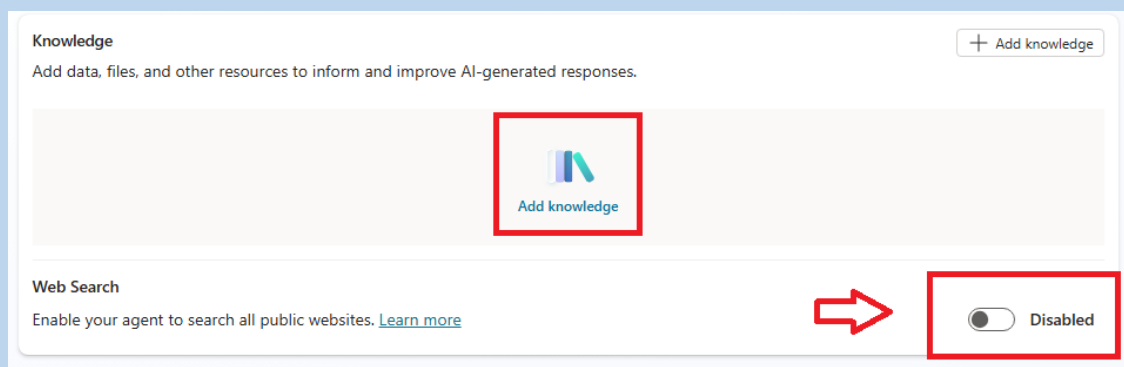 Knowledge
Add knowledge
Add data, files, and other resources to inform and improve AI-generated responses.
Add knowledge
Web Search
Enable your agent to search all public websites. Learn more
Disabled